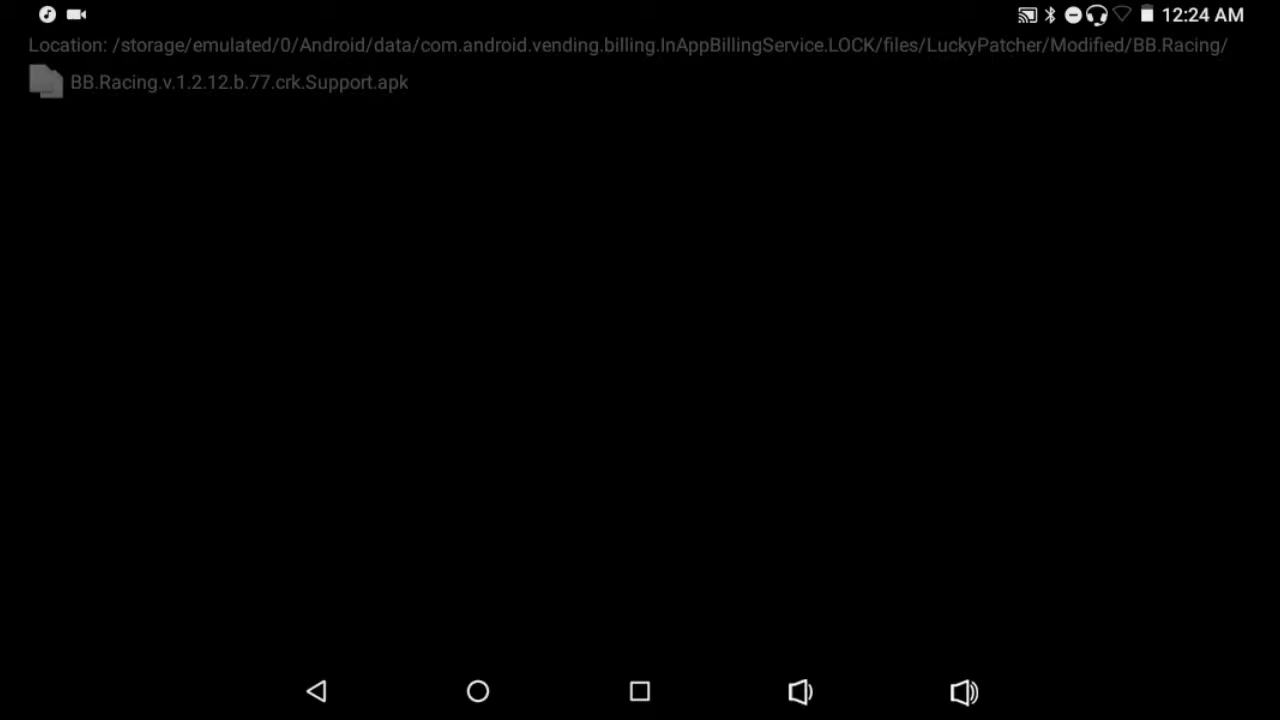 12:24 AM
Location: /storage/emulated/0/Android/data/com.android.vending.billing.InAppBillingService.LOCK/files/LuckyPatcher/Modified/BB.Racing/
BB.Racing.v.1.2.12.b.77.crk.Support.apk